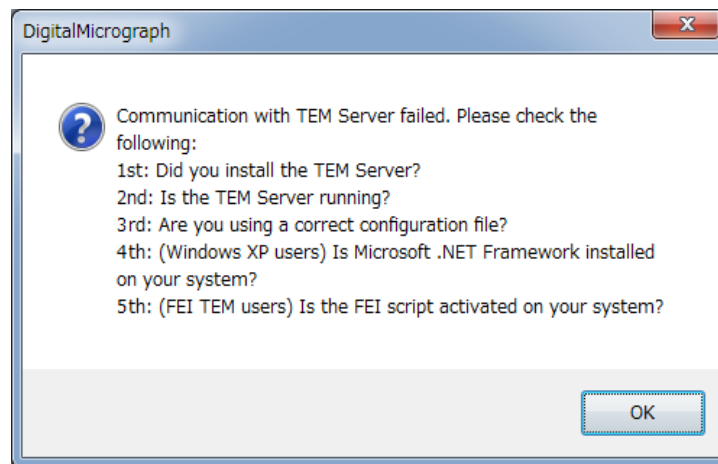 DigitalMicrograph
Communication with TEM Server failed. Please check the
following:
1st: Did you install the TEM Server?
2nd: Is the TEM Server running?
3rd: Are you using a correct configuration file?
4th: (Windows XP users) Is Microsoft .NET Framework installed
on your system?
5th: (FEI TEM users) Is the FEI script activated on your system?
OK